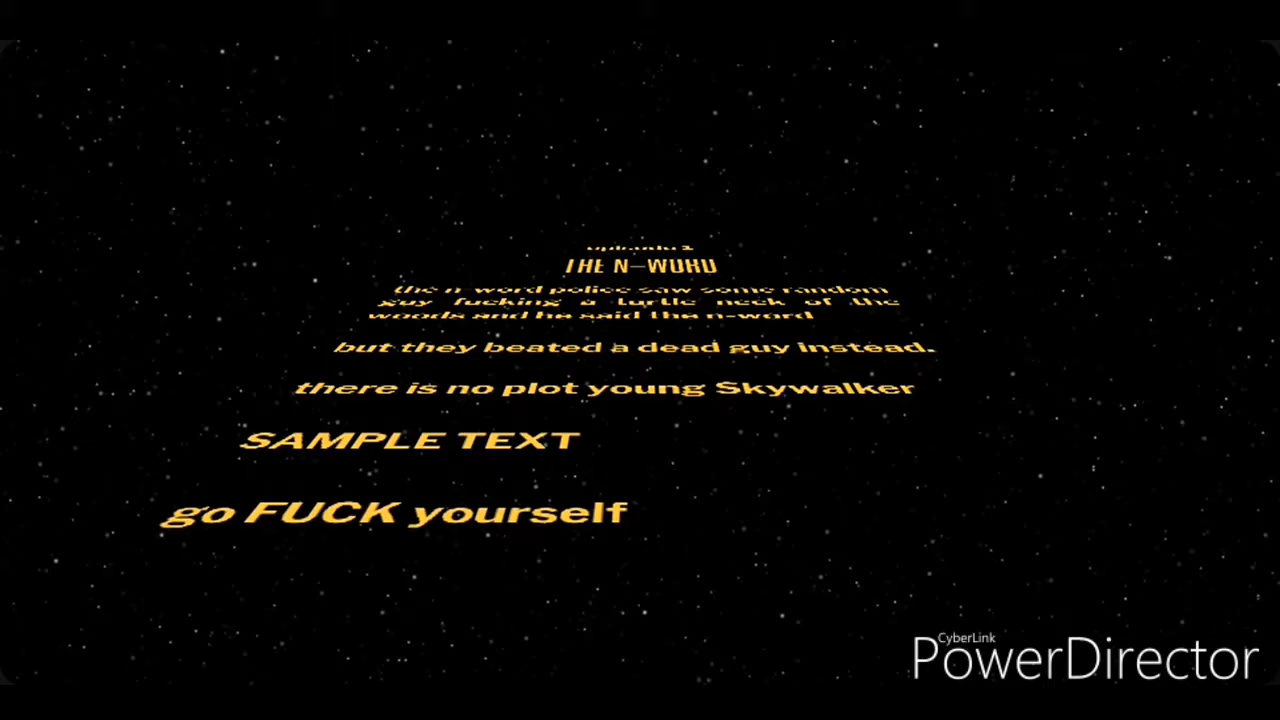 episode 1
THE N-WORD
the n-word police saw some random
guy fucking a turtle neck of the
woods and he said the n-word
but they beated a dead guy instead.
there is no plot young Skywalker
SAMPLE TEXT
go FUCK yourself
CyberLink
PowerDirector